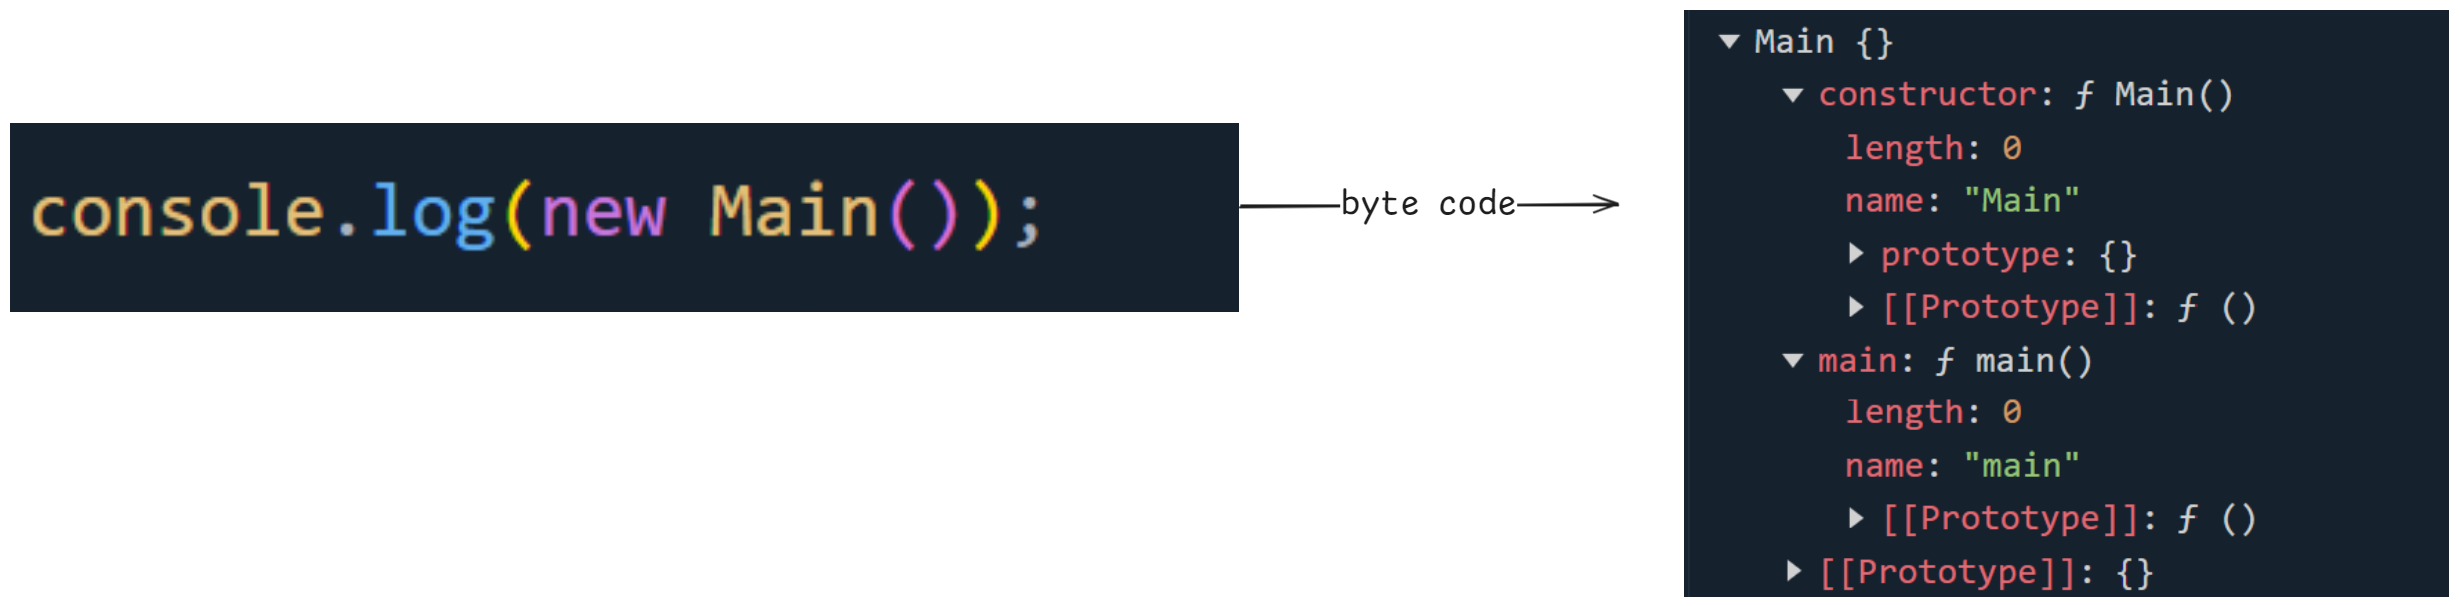 console.log(new Main());
byte code
Main {}
constructor: ƒ Main()
length: 0
name: "Main"
prototype: {}
[[Prototype]]: ƒ ()
main: ƒ main()
length: 0
name: "main"
[[Prototype]]: ƒ ()
[[Prototype]]: {}